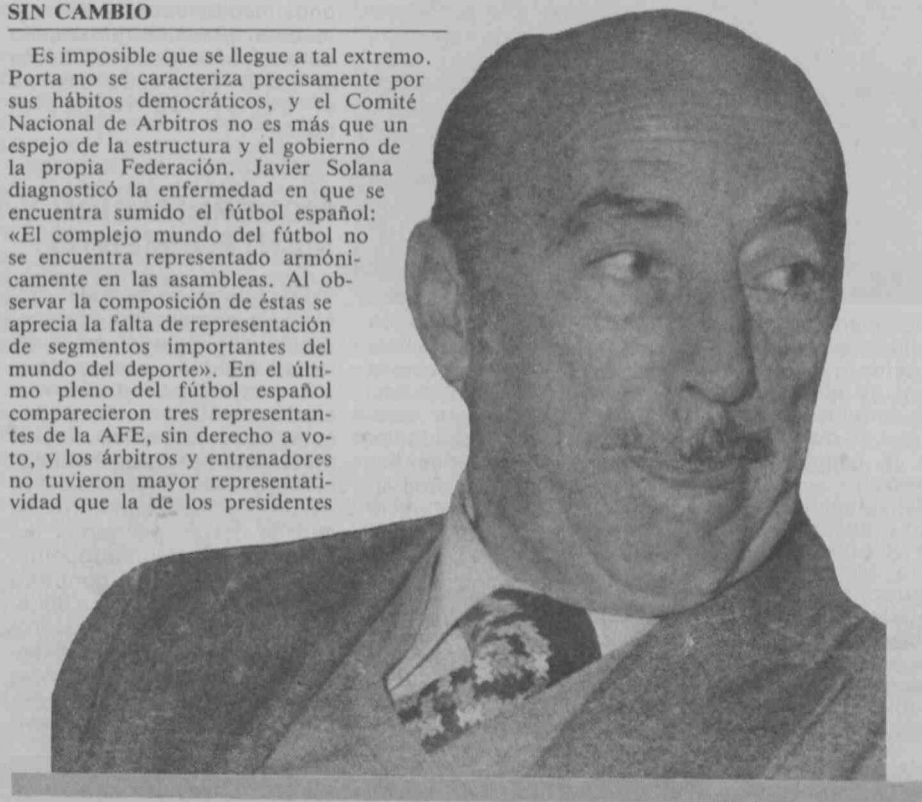 SIN CAMBIO
Es imposible que se llegue a tal extremo.
Porta no se caracteriza precisamente por
sus hábitos democráticos, y el Comité
Nacional de Arbitros no es más que un
espejo de la estructura y el gobierno de
la propia Federación. Javier Solana
diagnosticó la enfermedad en que se
encuentra sumido el fútbol español:
«El complejo mundo del fútbol no
se encuentra representado armóni-
camente en las asambleas. Al ob-
servar la composición de éstas se
aprecia la falta de representación
de segmentos importantes del
mundo del deporte». En el últi-
mo pleno del fútbol español
comparecieron tres representan-
tes de la AFE, sin derecho a vo-
to, y los árbitros y entrenadores
no tuvieron mayor representati-
vidad que la de los presidentes